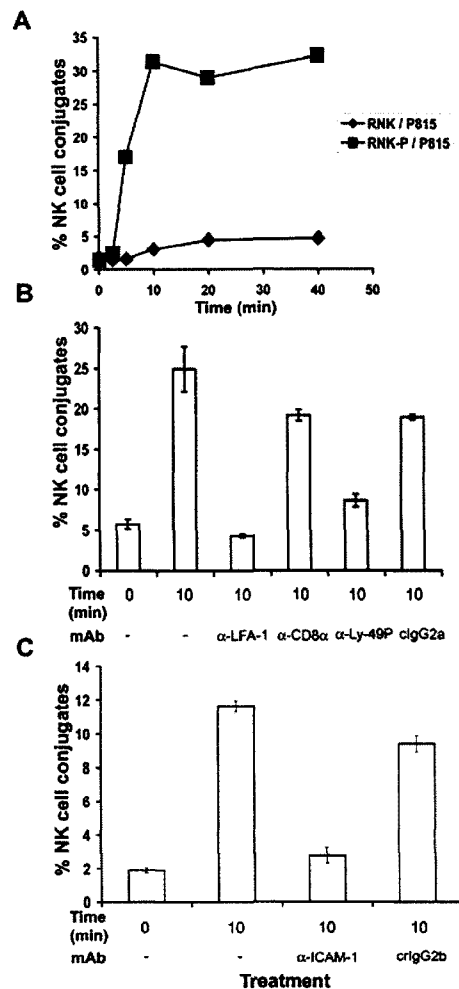 A
% NK cell conjugates
35
30
25
20
15
10
5
0
0 10 20 30 40 50
Time (min)
RNK / P815
RNK-P / P815
B
% NK cell conjugates
30
25
20
15
10
5
0
Time (min) 0 10 10 10 10 10
mAb - - α-LFA-1 α-CD8α α-Ly-49P cIgG2a
C
% NK cell conjugates
14
12
10
8
6
4
2
0
Time (min) 0 10 10 10
mAb - - α-ICAM-1 crIgG2b
Treatment